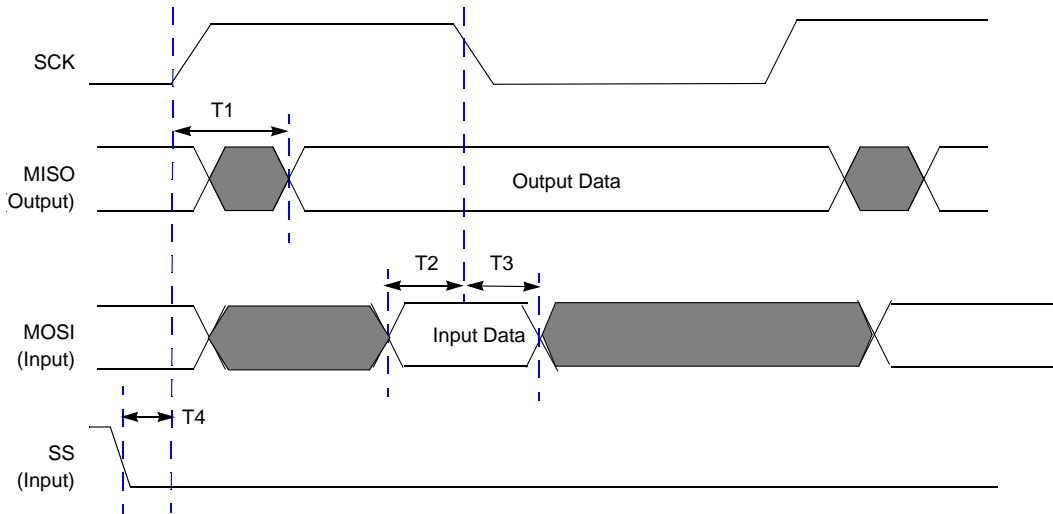 SCK
T1
MISO
(Output)
Output Data
T2
T3
MOSI
(Input)
Input Data
T4
SS
(Input)